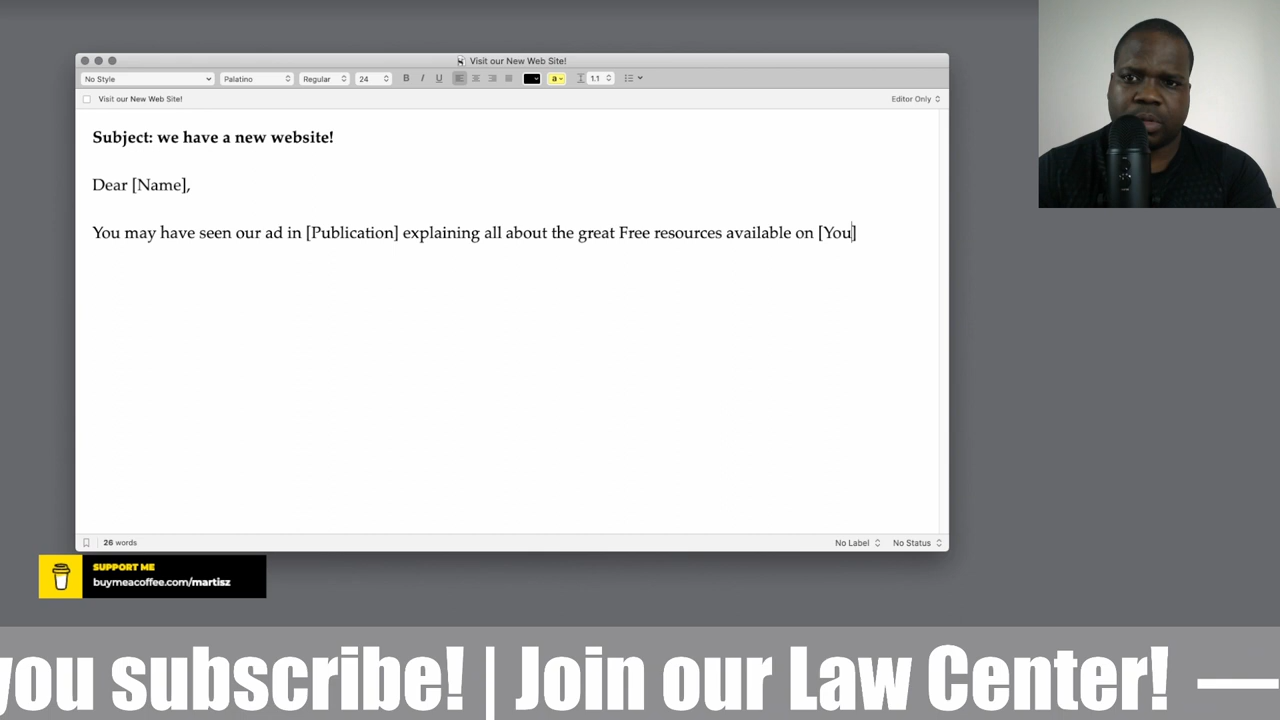 Visit our New Web Site!
No Style Palatino Regular 24 B I U a 1.1
Visit our New Web Site! Editor Only
Subject: we have a new website!
Dear [Name],
You may have seen our ad in [Publication] explaining all about the great Free resources available on [You]
26 words No Label No Status
SUPPORT ME
buymeacoffee.com/martisz
you subscribe! | Join our Law Center! —